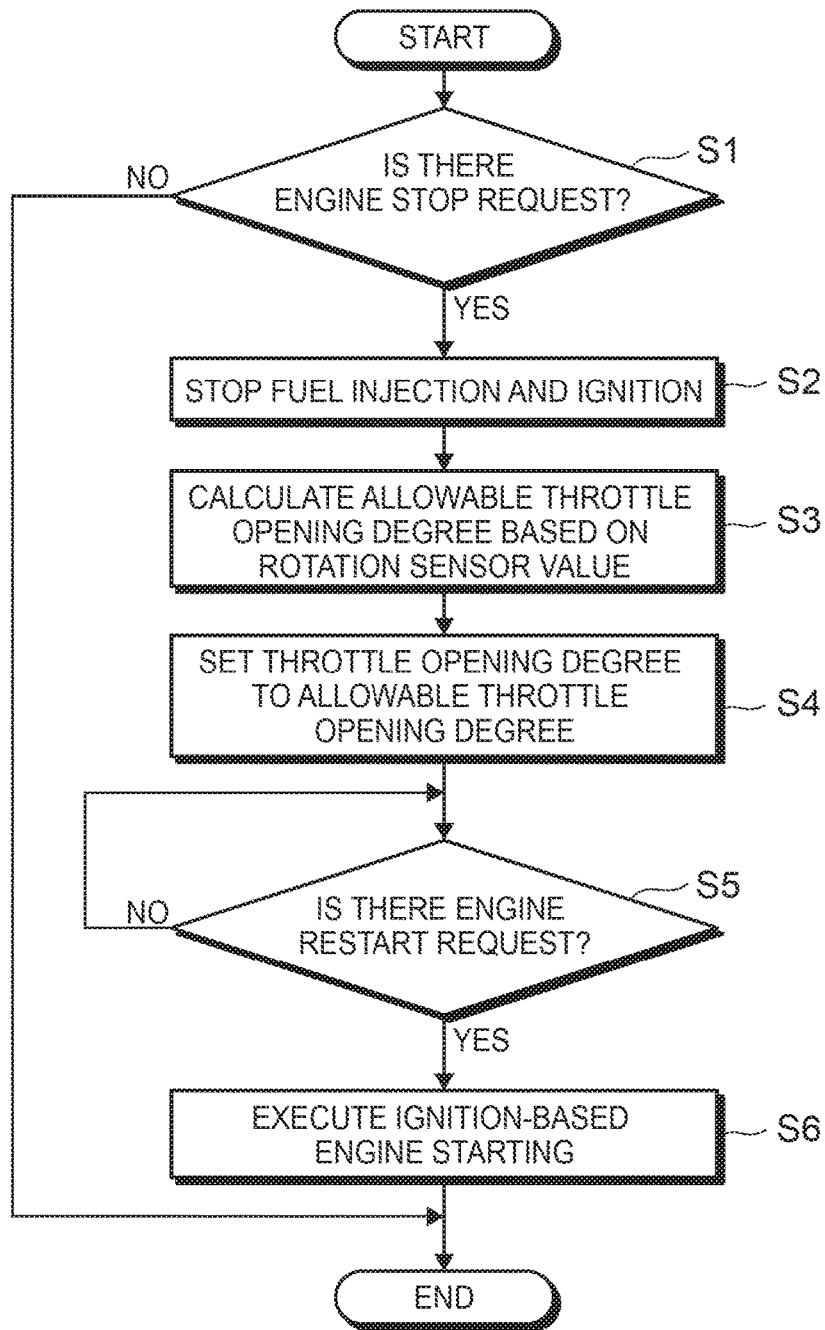 START
IS THERE
ENGINE STOP REQUEST?
S1
NO
YES
STOP FUEL INJECTION AND IGNITION
S2
CALCULATE ALLOWABLE THROTTLE
OPENING DEGREE BASED ON
ROTATION SENSOR VALUE
S3
SET THROTTLE OPENING DEGREE
TO ALLOWABLE THROTTLE
OPENING DEGREE
S4
IS THERE ENGINE
RESTART REQUEST?
S5
NO
YES
EXECUTE IGNITION-BASED
ENGINE STARTING
S6
END